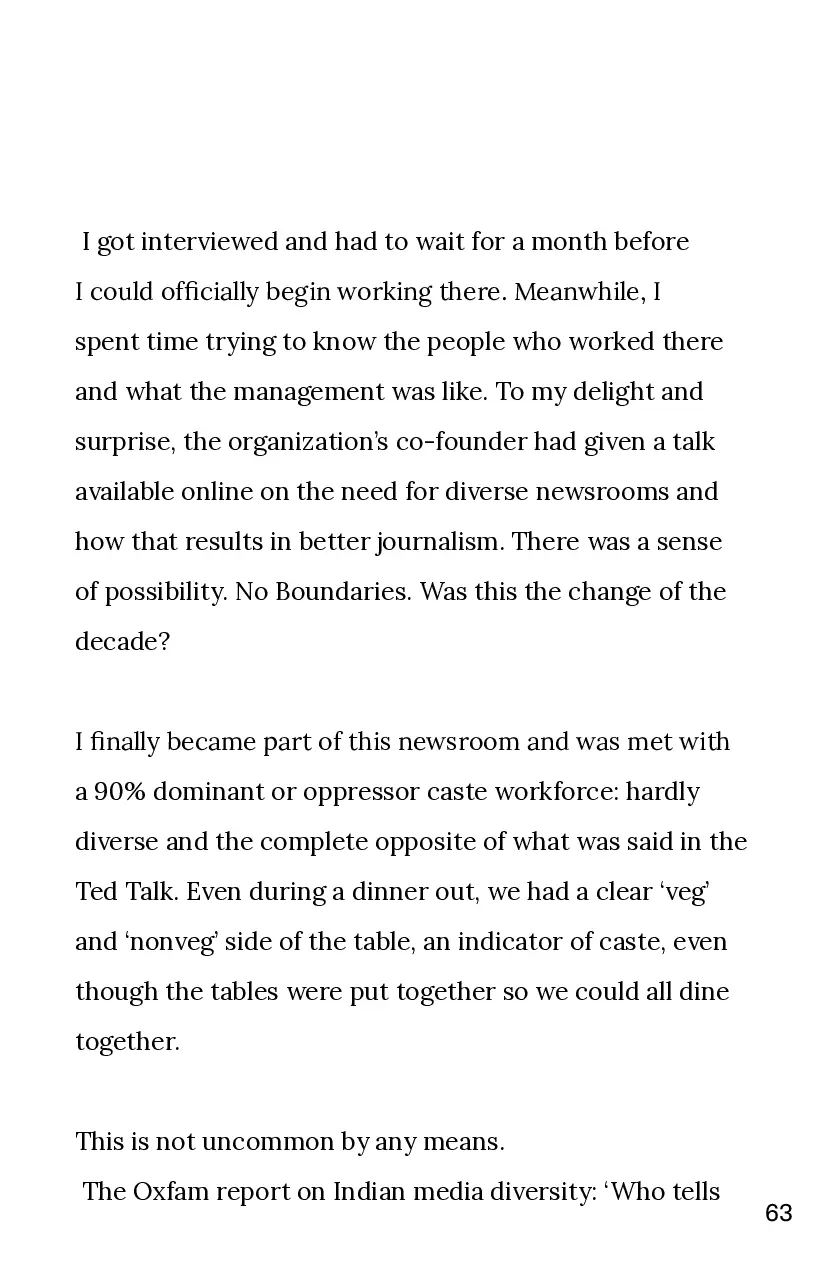 I got interviewed and had to wait for a month before
I could officially begin working there. Meanwhile, I
spent time trying to know the people who worked there
and what the management was like. To my delight and
surprise, the organization’s co-founder had given a talk
available online on the need for diverse newsrooms and
how that results in better journalism. There was a sense
of possibility. No Boundaries. Was this the change of the
decade?
I finally became part of this newsroom and was met with
a 90% dominant or oppressor caste workforce: hardly
diverse and the complete opposite of what was said in the
Ted Talk. Even during a dinner out, we had a clear ‘veg’
and ‘nonveg’ side of the table, an indicator of caste, even
though the tables were put together so we could all dine
together.
This is not uncommon by any means.
The Oxfam report on Indian media diversity: ‘Who tells
63